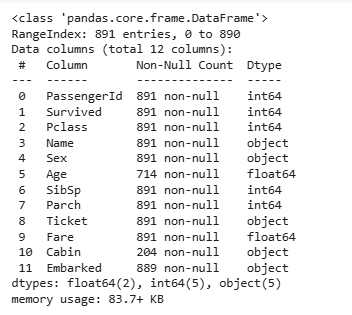 <class 'pandas.core.frame.DataFrame'>
RangeIndex: 891 entries, 0 to 890
Data columns (total 12 columns):
 #   Column       Non-Null Count  Dtype
---  ------       --------------  -----
 0   PassengerId  891 non-null    int64
 1   Survived     891 non-null    int64
 2   Pclass       891 non-null    int64
 3   Name         891 non-null    object
 4   Sex          891 non-null    object
 5   Age          714 non-null    float64
 6   SibSp        891 non-null    int64
 7   Parch        891 non-null    int64
 8   Ticket       891 non-null    object
 9   Fare         891 non-null    float64
 10  Cabin        204 non-null    object
 11  Embarked     889 non-null    object
dtypes: float64(2), int64(5), object(5)
memory usage: 83.7+ KB